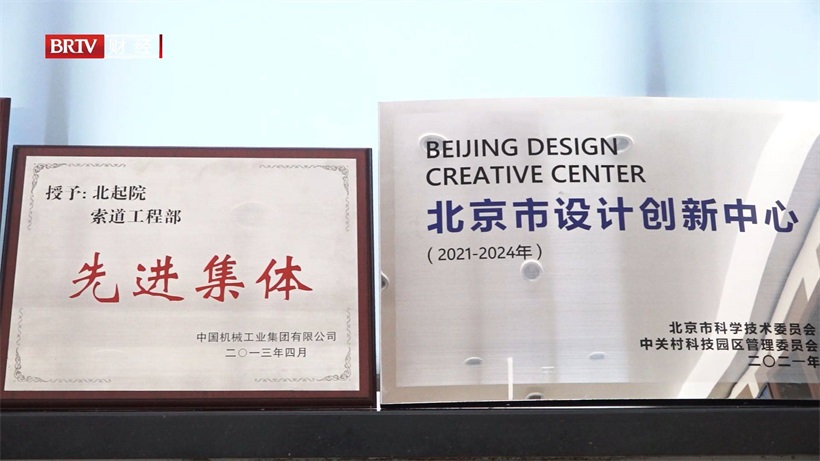 BRTV 财经
授予: 北起院
索道工程部
先进集体
中国机械工业集团有限公司
二〇一三年四月
BEIJING DESIGN
CREATIVE CENTER
北京市设计创新中心
（2021-2024年）
北京市科学技术委员会
中关村科技园区管理委员会
二〇二一年